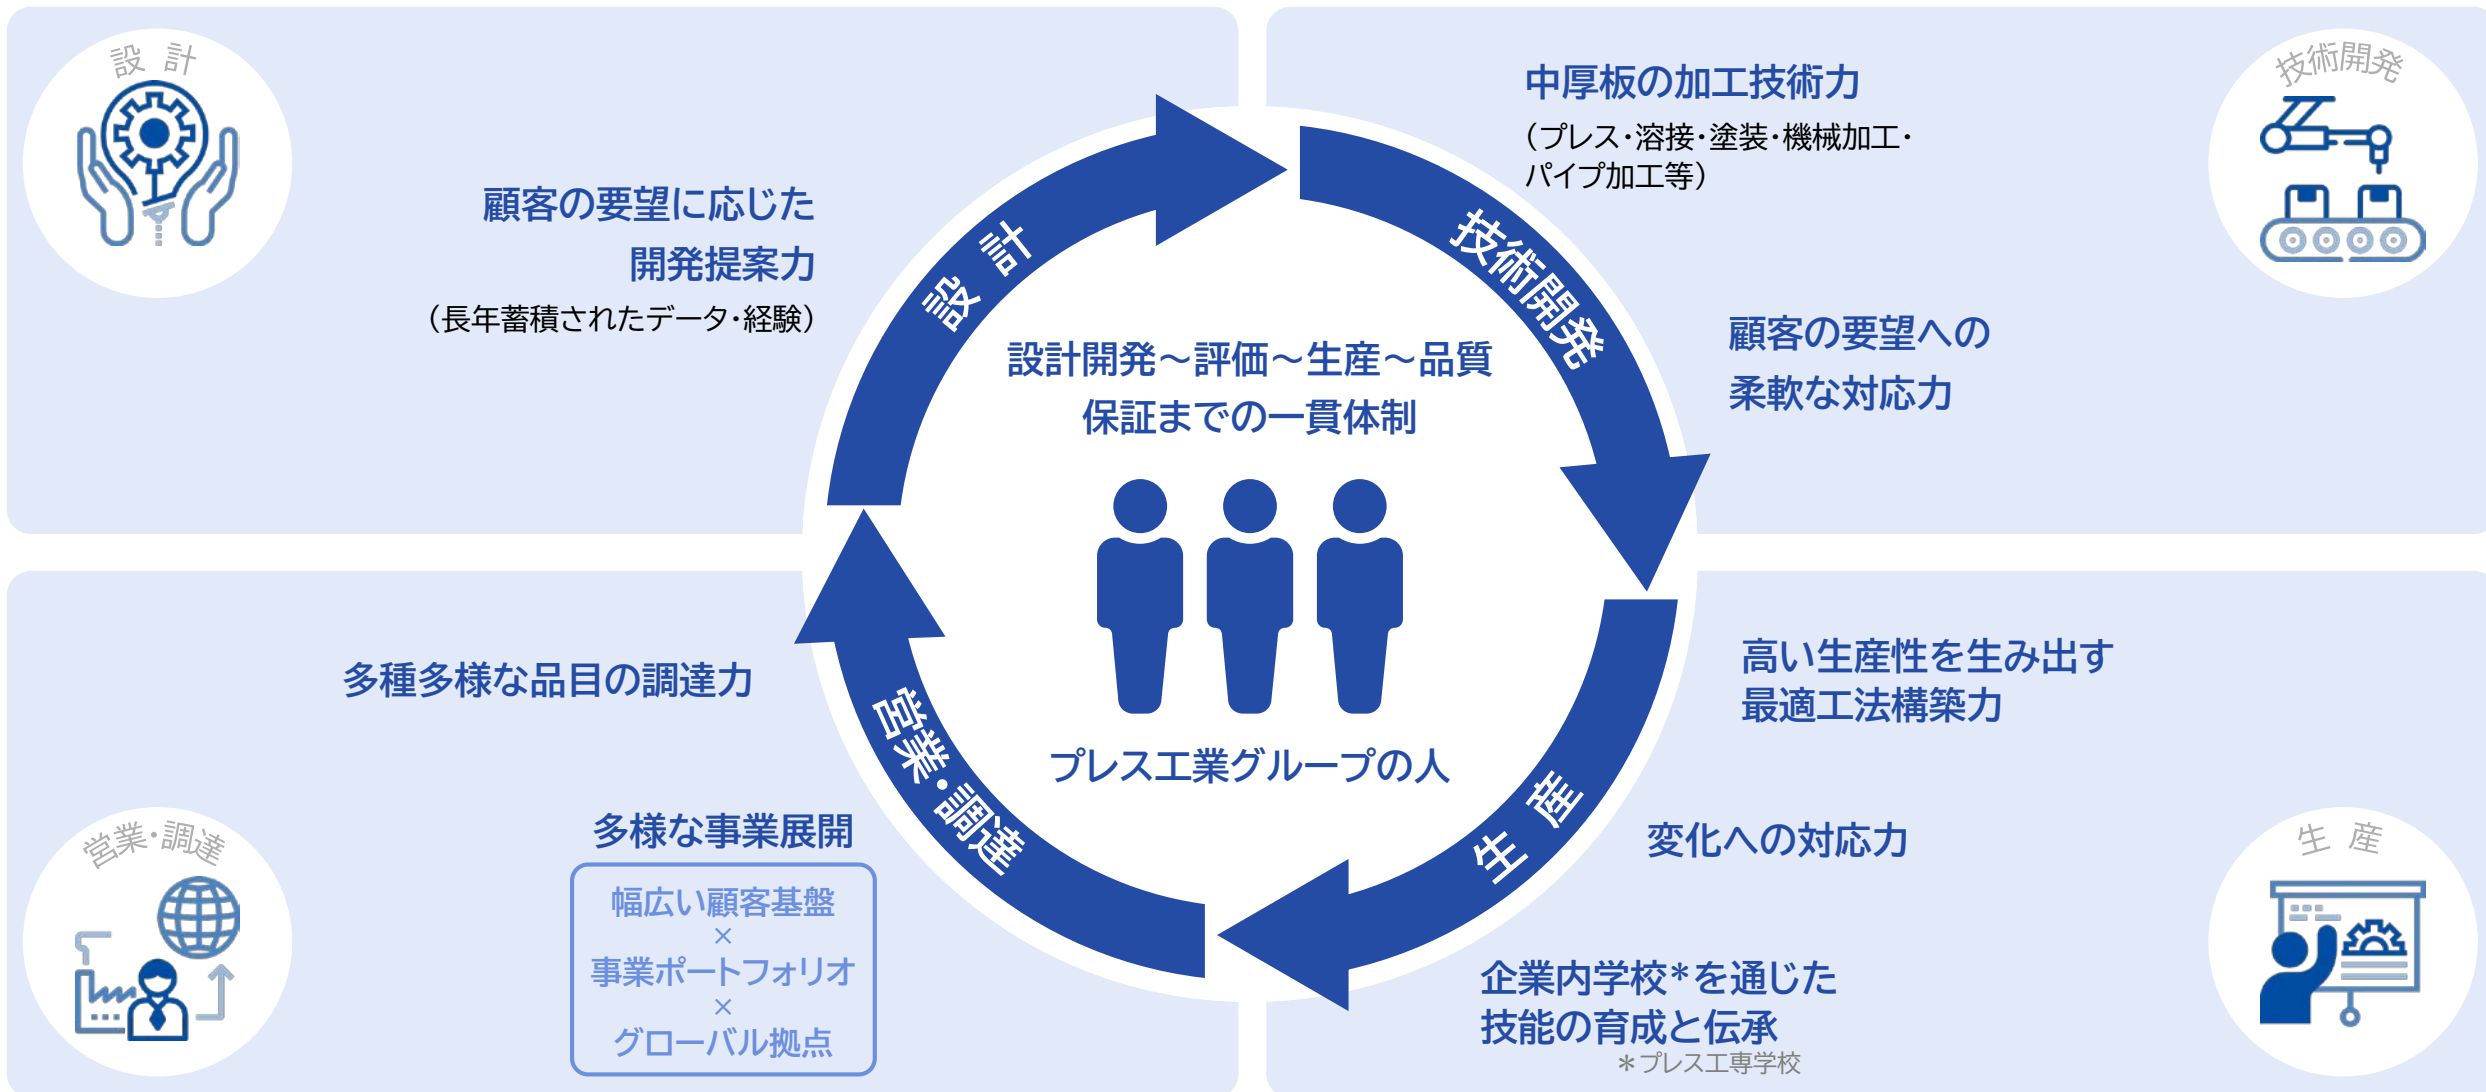 設 計
顧客の要望に応じた
開発提案力
（長年蓄積されたデータ・経験）
技術開発
中厚板の加工技術力
（プレス・溶接・塗装・機械加工・
パイプ加工等）
顧客の要望への
柔軟な対応力
設 計
技術開発
生 産
営業・調達
設計開発～評価～生産～品質
保証までの一貫体制
プレス工業グループの人
多種多様な品目の調達力
営業・調達
多様な事業展開
幅広い顧客基盤
×
事業ポートフォリオ
×
グローバル拠点
高い生産性を生み出す
最適工法構築力
変化への対応力
企業内学校*を通じた
技能の育成と伝承
＊プレス工専学校
生 産